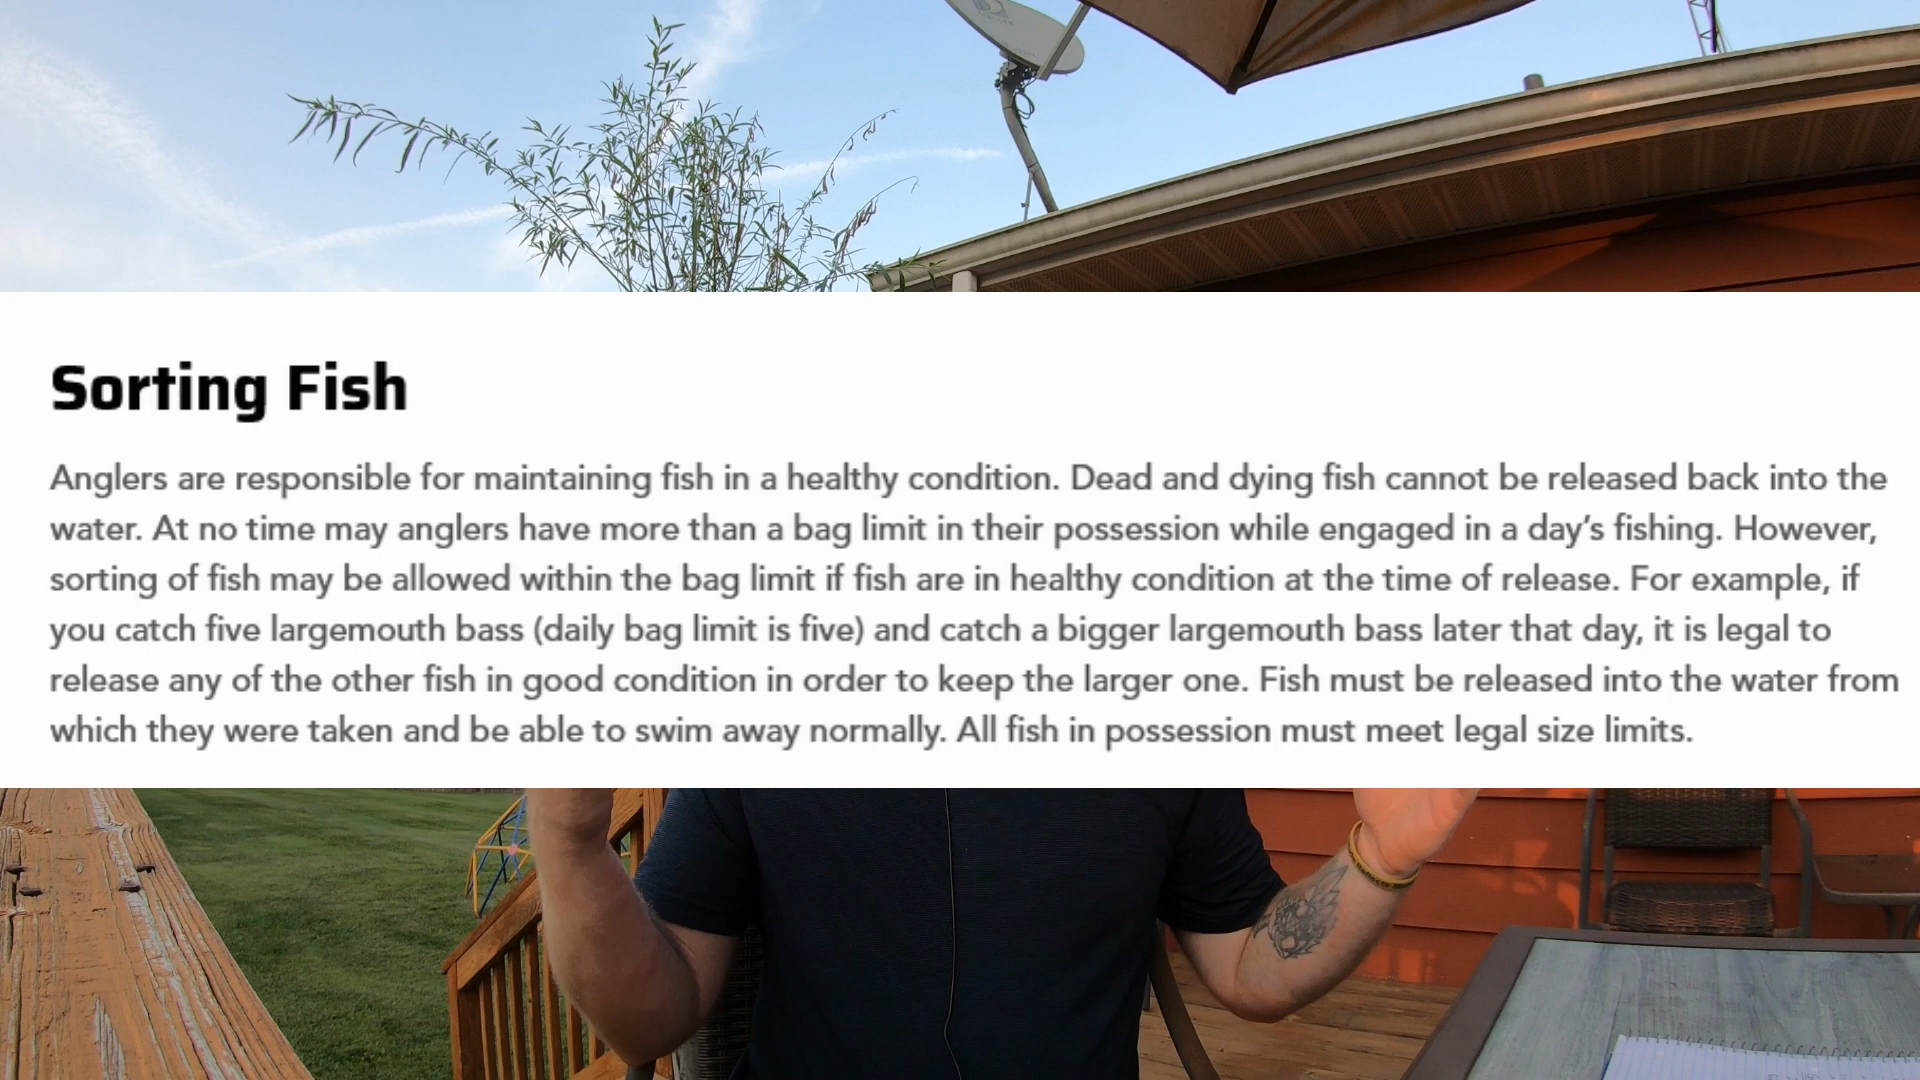 Sorting Fish
Anglers are responsible for maintaining fish in a healthy condition. Dead and dying fish cannot be released back into the
water. At no time may anglers have more than a bag limit in their possession while engaged in a day’s fishing. However,
sorting of fish may be allowed within the bag limit if fish are in healthy condition at the time of release. For example, if
you catch five largemouth bass (daily bag limit is five) and catch a bigger largemouth bass later that day, it is legal to
release any of the other fish in good condition in order to keep the larger one. Fish must be released into the water from
which they were taken and be able to swim away normally. All fish in possession must meet legal size limits.